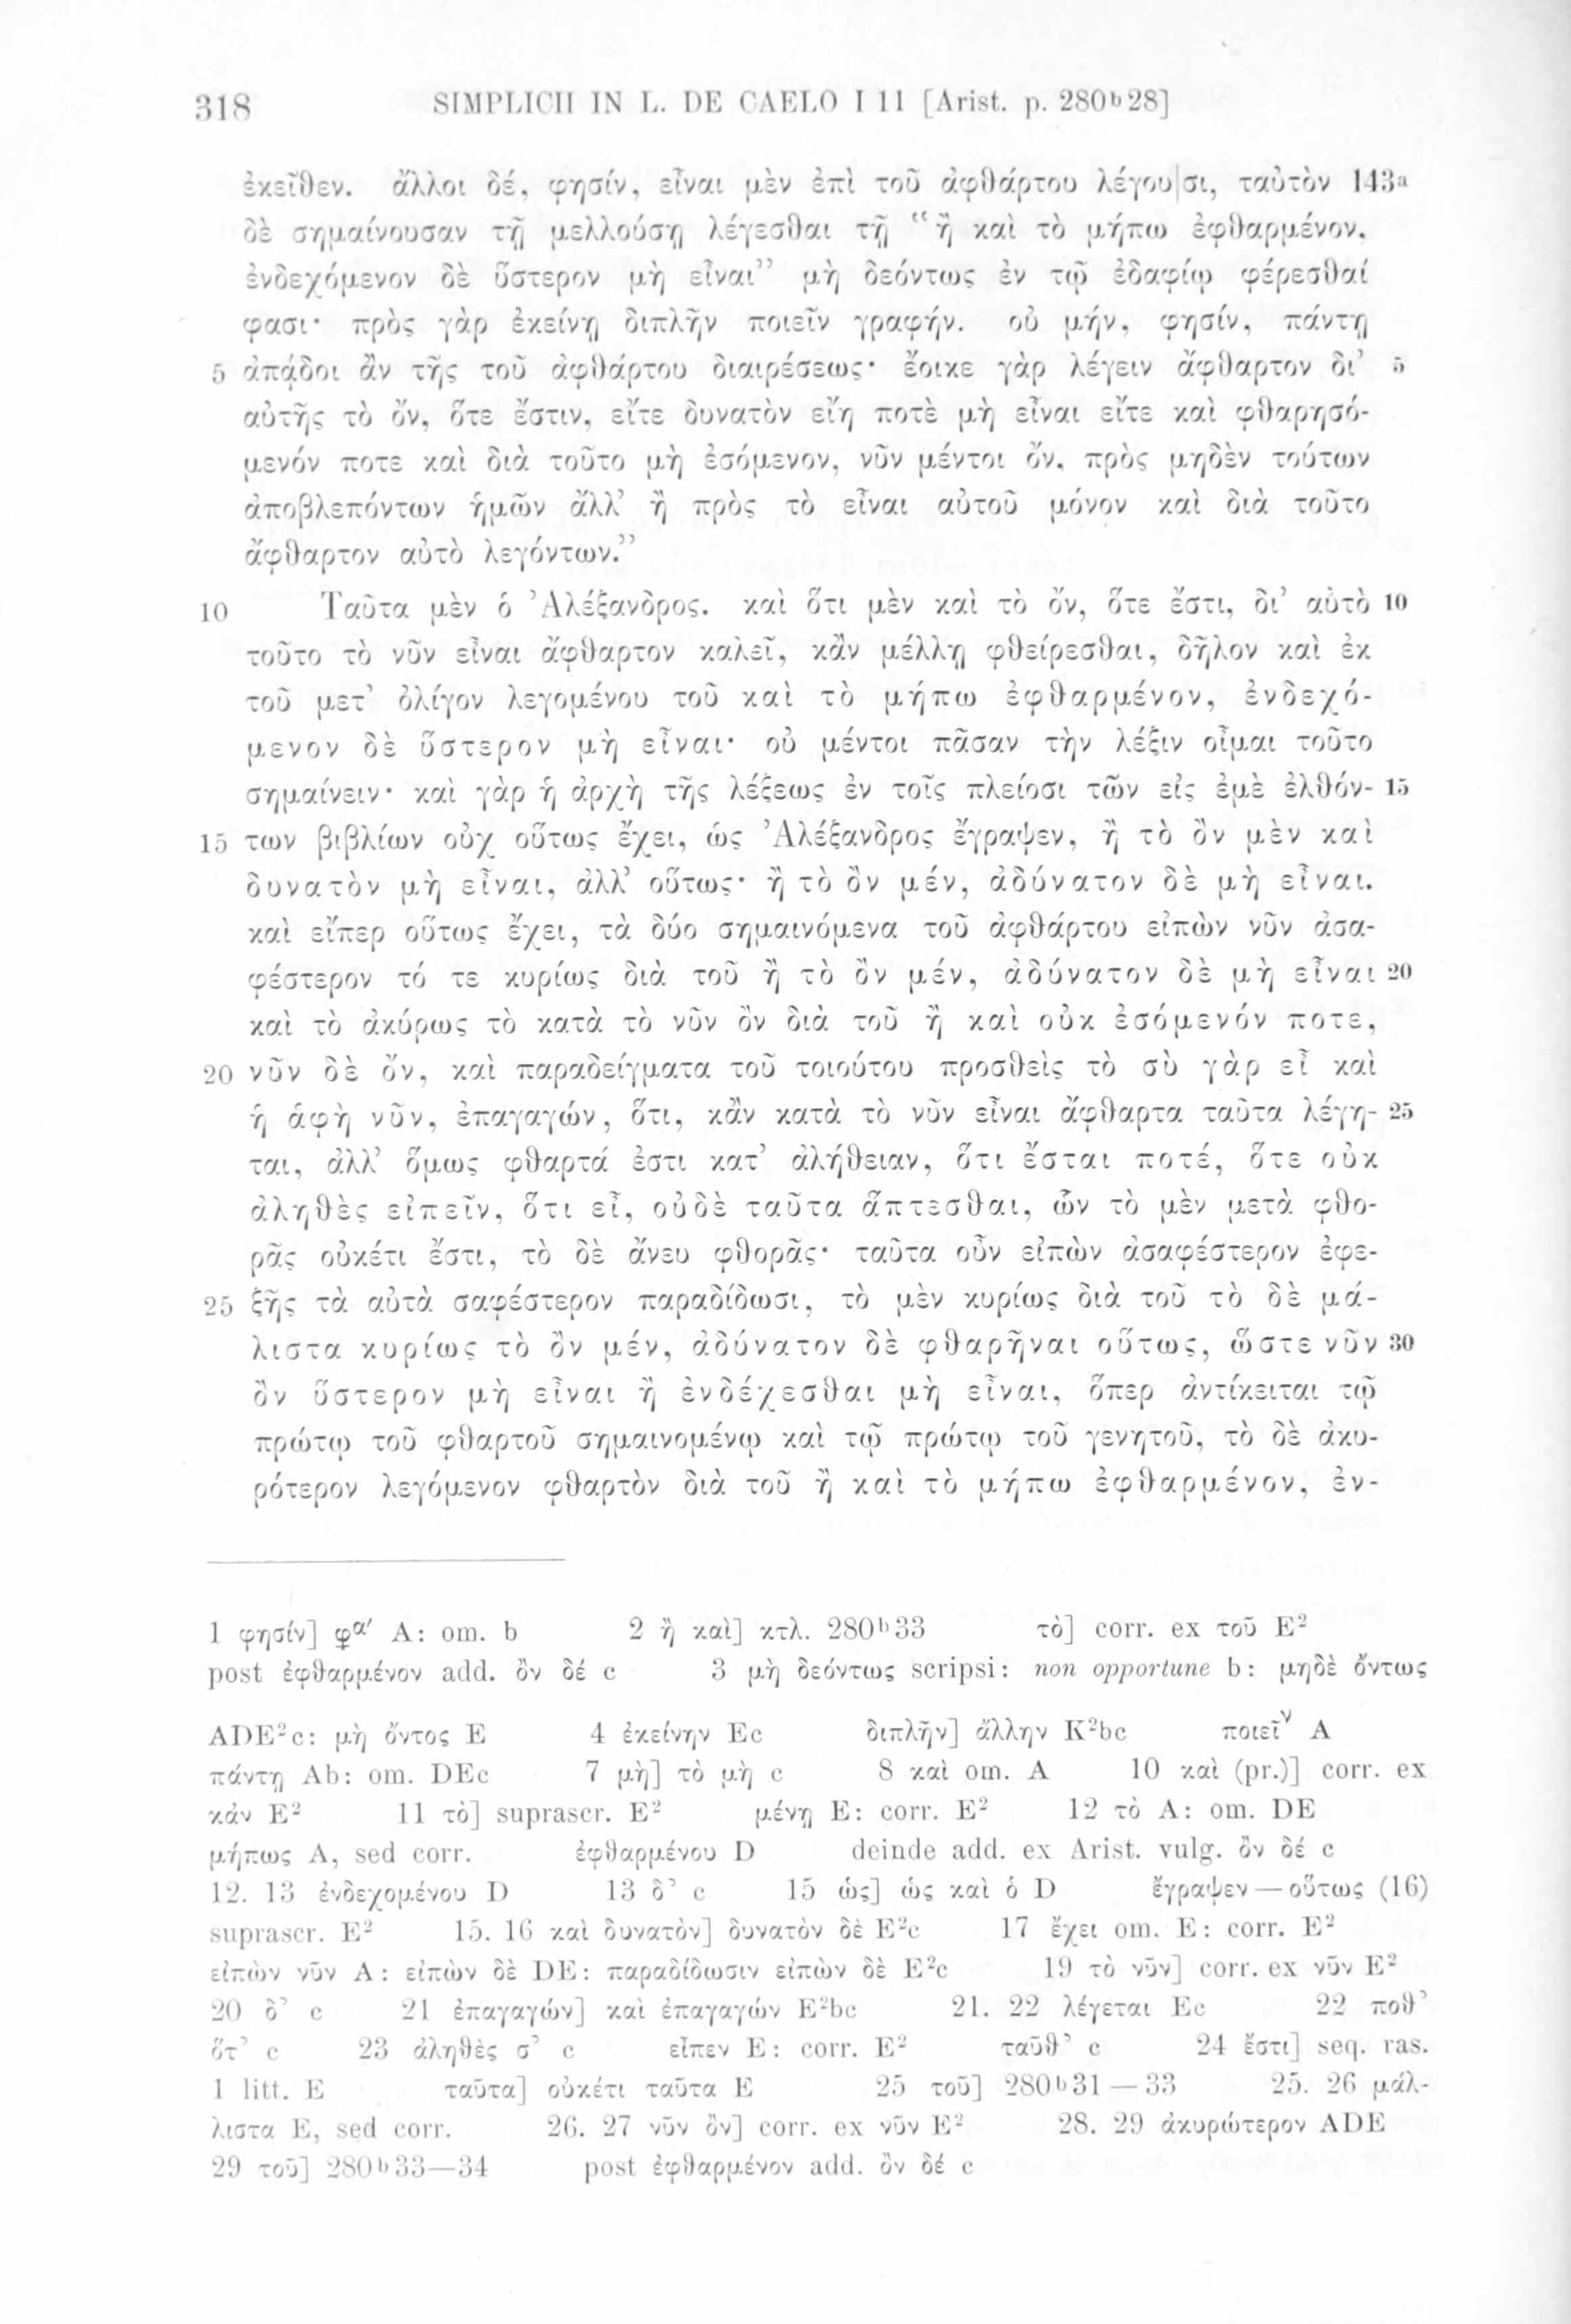 318 SIMPLICII IN L. DE CAELO I 11 [Arist. p. 280ᵇ28]
ἐκεῖθεν. ἄλλοι δέ, φησίν, εἶναι μὲν ἐπὶ τοῦ ἀφθάρτου λέγου|σι, ταὐτὸν 143ᵃ
δὲ σημαίνουσαν τῇ μελλούσῃ λέγεσθαι τῇ “ἢ καὶ τὸ μήπω ἐφθαρμένον,
ἐνδεχόμενον δὲ ὕστερον μὴ εἶναι” μὴ δεόντως ἐν τῷ ἐδαφίῳ φέρεσθαί
φασι· πρὸς γὰρ ἐκείνῃ διπλῆν ποιεῖν γραφήν. οὐ μήν, φησίν, πάντῃ
5 ἀπᾴδοι ἂν τῆς τοῦ ἀφθάρτου διαιρέσεως· ἔοικε γὰρ λέγειν ἄφθαρτον δι’ 5
αὐτῆς τὸ ὄν, ὅτε ἔστιν, εἴτε δυνατὸν εἴη ποτὲ μὴ εἶναι εἴτε καὶ φθαρησό-
μενόν ποτε καὶ διὰ τοῦτο μὴ ἐσόμενον, νῦν μέντοι ὄν, πρὸς μηδὲν τούτων
ἀποβλεπόντων ἡμῶν ἄλλ’ ἢ πρὸς τὸ εἶναι αὐτοῦ μόνον καὶ διὰ τοῦτο
ἄφθαρτον αὐτὸ λεγόντων.”
10 Ταῦτα μὲν ὁ Ἀλέξανδρος. καὶ ὅτι μὲν καὶ τὸ ὄν, ὅτε ἔστι, δι’ αὐτὸ 10
τοῦτο τὸ νῦν εἶναι ἄφθαρτον καλεῖ, κἂν μέλλῃ φθείρεσθαι, δῆλον καὶ ἐκ
τοῦ μετ’ ὀλίγον λεγομένου τοῦ καὶ τὸ μήπω ἐφθαρμένον, ἐνδεχό-
μενον δὲ ὕστερον μὴ εἶναι· οὐ μέντοι πᾶσαν τὴν λέξιν οἶμαι τοῦτο
σημαίνειν· καὶ γὰρ ἡ ἀρχὴ τῆς λέξεως ἐν τοῖς πλείοσι τῶν εἰς ἐμὲ ἐλθόν- 15
15 των βιβλίων οὐχ οὕτως ἔχει, ὡς Ἀλέξανδρος ἔγραψεν, ἢ τὸ ὂν μὲν καὶ
δυνατὸν μὴ εἶναι, ἀλλ’ οὕτως· ἢ τὸ ὂν μέν, ἀδύνατον δὲ μὴ εἶναι.
καὶ εἴπερ οὕτως ἔχει, τὰ δύο σημαινόμενα τοῦ ἀφθάρτου εἰπὼν νῦν ἀσα-
φέστερον τό τε κυρίως διὰ τοῦ ἢ τὸ ὂν μέν, ἀδύνατον δὲ μὴ εἶναι 20
καὶ τὸ ἀκύρως τὸ κατὰ τὸ νῦν ὂν διὰ τοῦ ἢ καὶ οὐκ ἐσόμενόν ποτε,
20 νῦν δὲ ὄν, καὶ παραδείγματα τοῦ τοιούτου προσθεὶς τὸ σὺ γὰρ εἶ καὶ
ἡ ἁφὴ νῦν, ἐπαγαγών, ὅτι, κἂν κατὰ τὸ νῦν εἶναι ἄφθαρτα ταῦτα λέγη- 25
ται, ἀλλ’ ὅμως φθαρτά ἐστι κατ’ ἀλήθειαν, ὅτι ἔσται ποτέ, ὅτε οὐκ
ἀληθὲς εἰπεῖν, ὅτι εἶ, οὐδὲ ταῦτα ἅπτεσθαι, ὧν τὸ μὲν μετὰ φθο-
ρᾶς οὐκέτι ἔστι, τὸ δὲ ἄνευ φθορᾶς· ταῦτα οὖν εἰπὼν ἀσαφέστερον ἐφε-
25 ξῆς τὰ αὐτὰ σαφέστερον παραδίδωσι, τὸ μὲν κυρίως διὰ τοῦ τὸ δὲ μά-
λιστα κυρίως τὸ ὂν μέν, ἀδύνατον δὲ φθαρῆναι οὕτως, ὥστε νῦν 30
ὂν ὕστερον μὴ εἶναι ἢ ἐνδέχεσθαι μὴ εἶναι, ὅπερ ἀντίκειται τῷ
πρώτῳ τοῦ φθαρτοῦ σημαινομένῳ καὶ τῷ πρώτῳ τοῦ γενητοῦ, τὸ δὲ ἀκυ-
ρότερον λεγόμενον φθαρτὸν διὰ τοῦ ἢ καὶ τὸ μήπω ἐφθαρμένον, ἐν-
1 φησίν] φᵅ′ A: om. b 2 ἢ καὶ] κτλ. 280ᵇ33 τὸ] corr. ex τοῦ E²
post ἐφθαρμένον add. ὂν δέ c 3 μὴ δεόντως scripsi: non opportune b: μηδὲ ὄντως
ADE²c: μὴ ὄντος E 4 ἐκείνην Ec διπλῆν] ἄλλην K²bc ποιεῖᵛ A
πάντῃ Ab: om. DEc 7 μὴ] τὸ μὴ c 8 καὶ om. A 10 καὶ (pr.)] corr. ex
κἀν E² 11 τὸ] suprascr. E² μένῃ E: corr. E² 12 τὸ A: om. DE
μήπως A, sed corr. ἐφθαρμένου D deinde add. ex Arist. vulg. ὂν δέ c
12. 13 ἐνδεχομένου D 13 δ’ c 15 ὡς] ὡς καὶ ὁ D ἔγραψεν — οὕτως (16)
suprascr. E² 15. 16 καὶ δυνατὸν] δυνατὸν δὲ E²c 17 ἔχει om. E: corr. E²
εἰπὼν νῦν A: εἰπὼν δὲ DE: παραδίδωσιν εἰπὼν δὲ E²c 19 τὸ νῦν] corr. ex νῦν E²
20 δ’ c 21 ἐπαγαγών] καὶ ἐπαγαγών E²bc 21. 22 λέγεται Ec 22 ποθ’
ὅτ’ c 23 ἀληθὲς σ’ c εἶπεν E: corr. E² ταῦθ’ c 24 ἔστι] seq. ras.
1 litt. E ταῦτα] οὐκέτι ταῦτα E 25 τοῦ] 280ᵇ31 — 33 25. 26 μάλ-
λιστα E, sed corr. 26. 27 νῦν ὂν] corr. ex νῦν E² 28. 29 ἀκυρώτερον ADE
29 τοῦ] 280ᵇ33—34 post ἐφθαρμένον add. ὂν δέ c